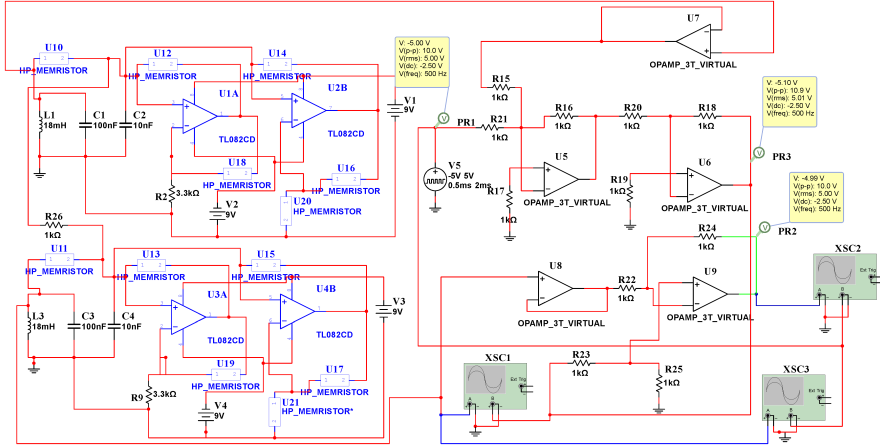 U7
OPAMP_3T_VIRTUAL
U10
HP_MEMRISTOR
U12
HP_MEMRISTOR
U14
HP_MEMRISTOR
V: -5.00 V
V(p-p): 10.0 V
V(rms): 5.00 V
V(dc): -2.50 V
V(freq): 500 Hz
V: -5.10 V
V(p-p): 10.9 V
V(rms): 5.01 V
V(dc): -2.50 V
V(freq): 500 Hz
L1
18mH
C1
100nF
C2
10nF
U1A
TL082CD
U2B
TL082CD
V1
9V
U18
HP_MEMRISTOR
U16
HP_MEMRISTOR
R2
3.3kΩ
V2
9V
U20
HP_MEMRISTOR
R15
1kΩ
PR1
R21
1kΩ
R16
1kΩ
R20
1kΩ
R18
1kΩ
V5
-5V 5V
0.5ms 2ms
R17
1kΩ
U5
OPAMP_3T_VIRTUAL
R19
1kΩ
U6
OPAMP_3T_VIRTUAL
PR3
V: -4.99 V
V(p-p): 10.0 V
V(rms): 5.00 V
V(dc): -2.50 V
V(freq): 500 Hz
R26
1kΩ
R24
1kΩ
PR2
U11
HP_MEMRISTOR
U13
HP_MEMRISTOR
U15
HP_MEMRISTOR
L3
18mH
C3
100nF
C4
10nF
U3A
TL082CD
U4B
TL082CD
V3
9V
U8
OPAMP_3T_VIRTUAL
R22
1kΩ
U9
OPAMP_3T_VIRTUAL
XSC2
Ext Trig
A
B
U19
HP_MEMRISTOR
U17
HP_MEMRISTOR
R9
3.3kΩ
V4
9V
U21
HP_MEMRISTOR*
XSC1
Ext Trig
A
B
R23
1kΩ
R25
1kΩ
XSC3
Ext Trig
A
B